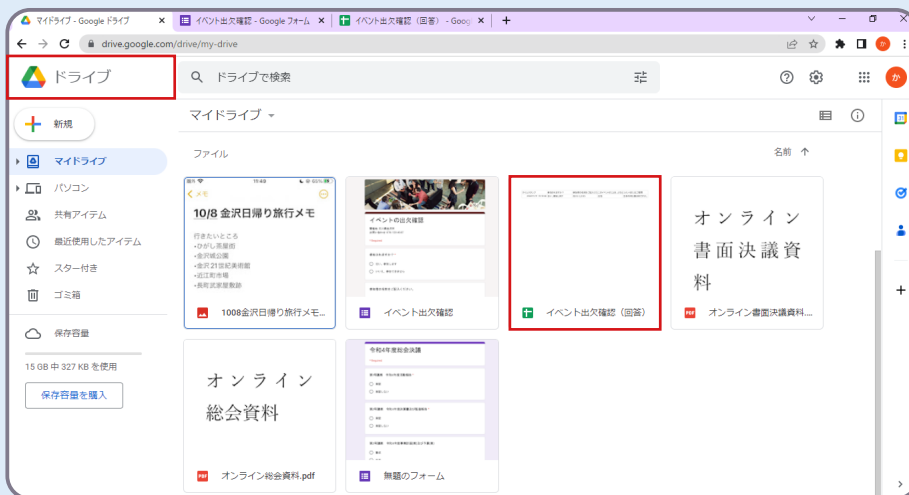 マイドライブ - Google ドライブ
イベント出欠確認 - Google フォーム
イベント出欠確認（回答） - Goog
drive.google.com/drive/my-drive
ドライブ
ドライブで検索
か
か
新規
マイドライブ
31
マイドライブ
ファイル
名前
パソコン
共有アイテム
最近使用したアイテム
スター付き
ゴミ箱
保存容量
15 GB 中 327 KB を使用
保存容量を購入
11:48
メモ
10/8 金沢日帰り旅行メモ
行きたいところ
•ひがし茶屋街
•金沢城公園
•金沢21世紀美術館
•近江町市場
•長町武家屋敷跡
1008金沢日帰り旅行メモ...
イベントの出欠確認
イベント出欠確認
イベント出欠確認（回答）
オンライン
書面決議資
料
PDF
オンライン書面決議資料....
オンライン
総会資料
PDF
オンライン総会資料.pdf
令和4年度総会決議
無題のフォーム